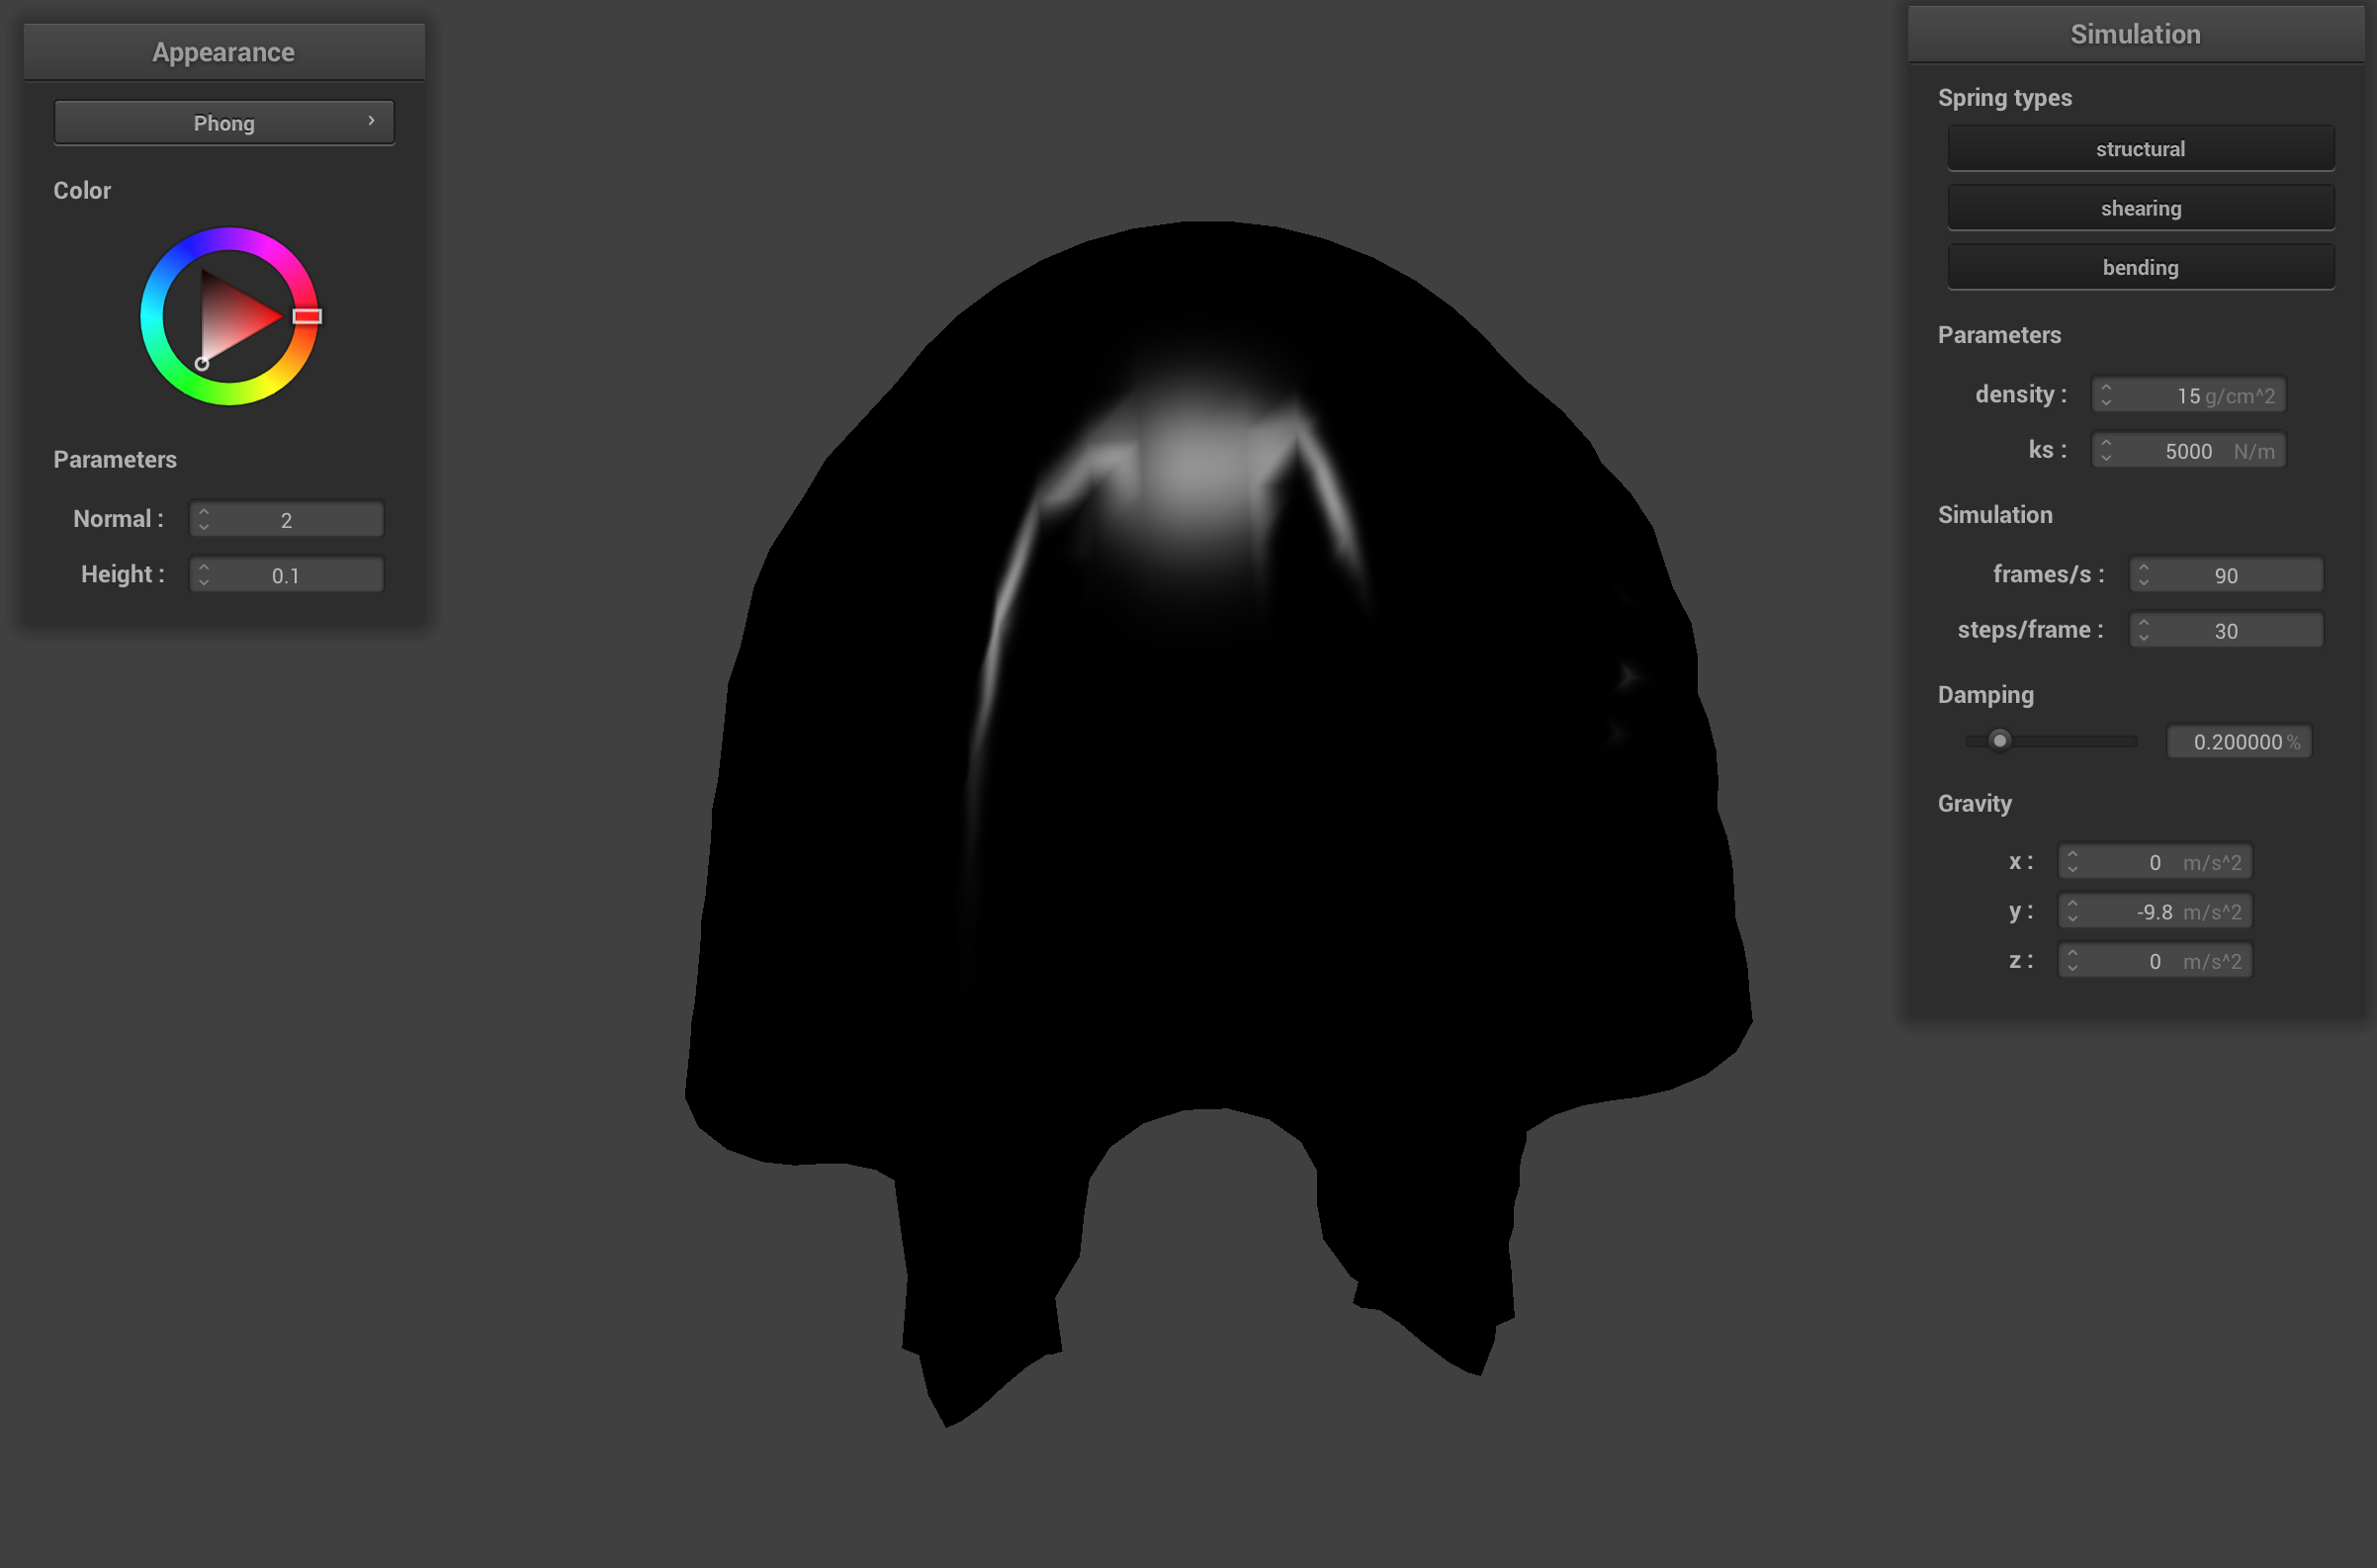 Appearance
Phong
Color
Parameters
Normal : 2
Height : 0.1
Simulation
Spring types
structural
shearing
bending
Parameters
density : 15 g/cm^2
ks : 5000 N/m
Simulation
frames/s : 90
steps/frame : 30
Damping
0.200000 %
Gravity
x : 0 m/s^2
y : -9.8 m/s^2
z : 0 m/s^2